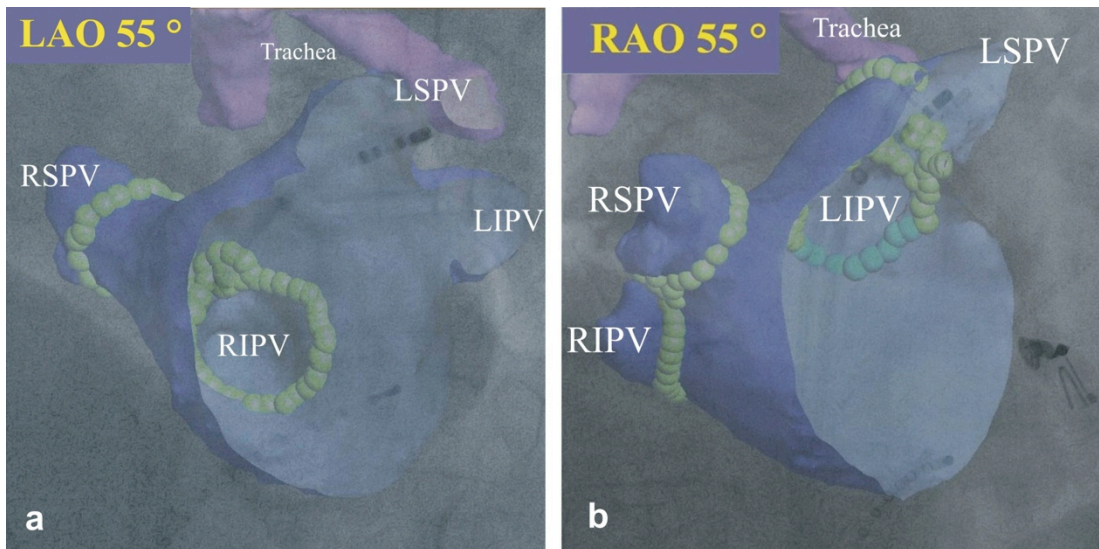 LAO 55 °
Trachea
LSPV
RSPV
LIPV
RIPV
a
RAO 55 °
Trachea
LSPV
RSPV
LIPV
RIPV
b